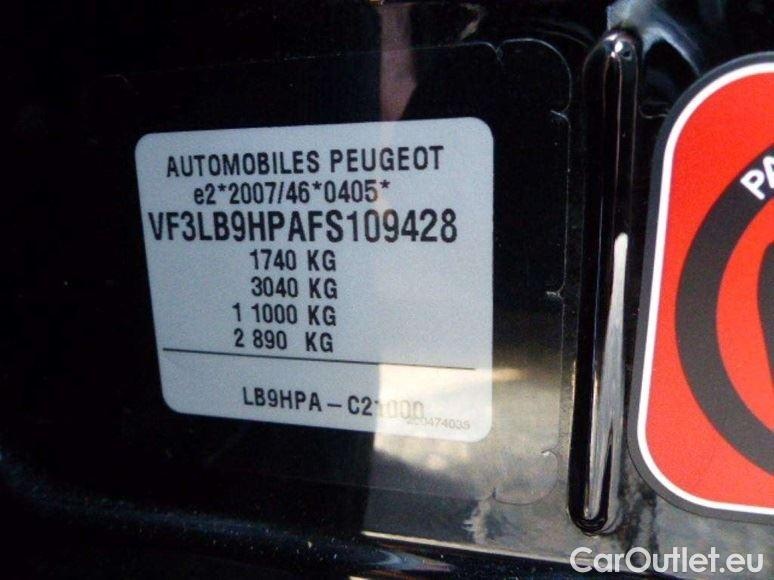 AUTOMOBILES PEUGEOT
e2*2007/46*0405*
VF3LB9HPAFS109428
1740 KG
3040 KG
1 1000 KG
2 890 KG
LB9HPA – C21000
PA
CarOutlet.eu